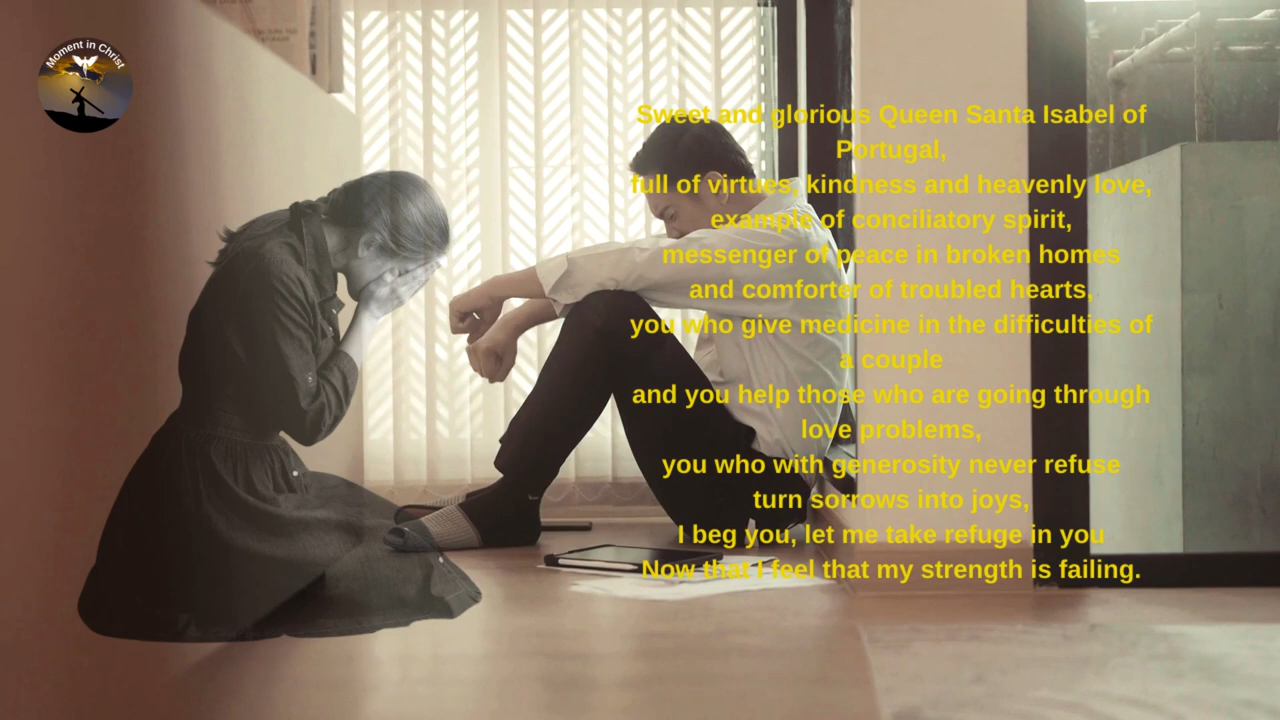 Moment in Christ
Sweet and glorious Queen Santa Isabel of
Portugal,
full of virtues, kindness and heavenly love,
example of conciliatory spirit,
messenger of peace in broken homes
and comforter of troubled hearts,
you who give medicine in the difficulties of
a couple
and you help those who are going through
love problems,
you who with generosity never refuse
turn sorrows into joys,
I beg you, let me take refuge in you
Now that I feel that my strength is failing.